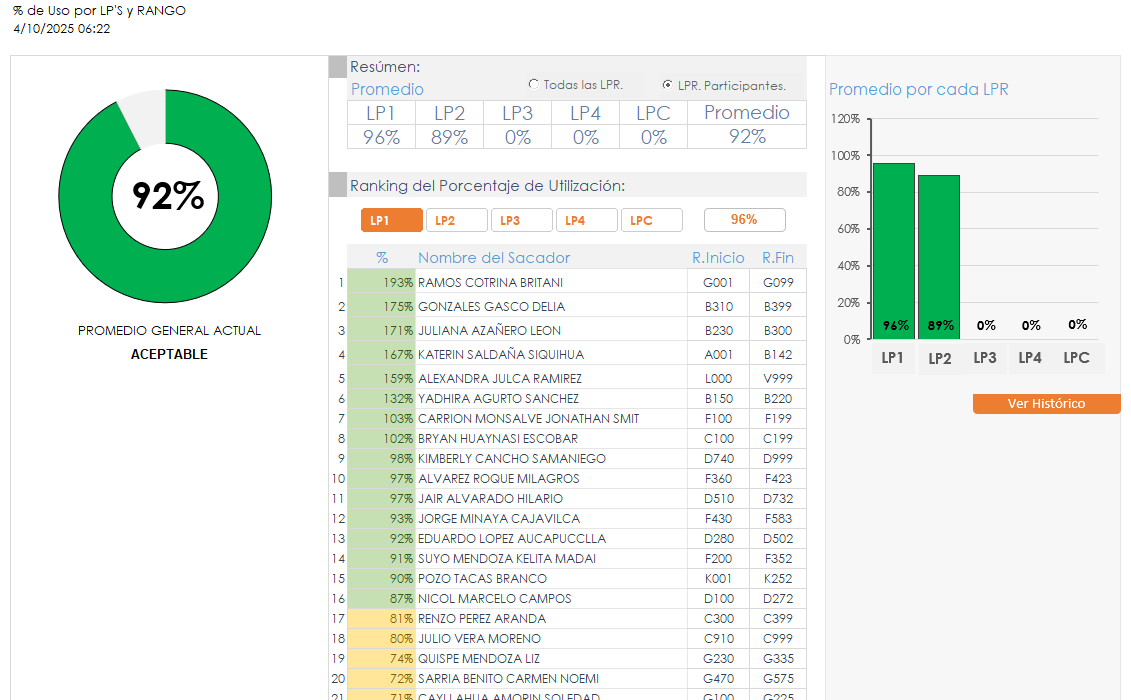 % de Uso por LP'S y RANGO
4/10/2025 06:22
92%
PROMEDIO GENERAL ACTUAL
ACEPTABLE
Resúmen:
Promedio
Todas las LPR.
LPR. Participantes.
LP1 LP2 LP3 LP4 LPC Promedio
96% 89% 0% 0% 0% 92%
Ranking del Porcentaje de Utilización:
LP1 LP2 LP3 LP4 LPC 96%
% Nombre del Sacador R.Inicio R.Fin
1 193% RAMOS COTRINA BRITANI G001 G099
2 175% GONZALES GASCO DELIA B310 B399
3 171% JULIANA AZAÑERO LEON B230 B300
4 167% KATERIN SALDAÑA SIQUIHUA A001 B142
5 159% ALEXANDRA JULCA RAMIREZ L000 V999
6 132% YADHIRA AGURTO SANCHEZ B150 B220
7 103% CARRION MONSALVE JONATHAN SMIT F100 F199
8 102% BRYAN HUAYNASI ESCOBAR C100 C199
9 98% KIMBERLY CANCHO SAMANIEGO D740 D999
10 97% ALVAREZ ROQUE MILAGROS F360 F423
11 97% JAIR ALVARADO HILARIO D510 D732
12 93% JORGE MINAYA CAJAVILCA F430 F583
13 92% EDUARDO LOPEZ AUCAPUCCLLA D280 D502
14 91% SUYO MENDOZA KELITA MADAI F200 F352
15 90% POZO TACAS BRANCO K001 K252
16 87% NICOL MARCELO CAMPOS D100 D272
17 81% RENZO PEREZ ARANDA C300 C399
18 80% JULIO VERA MORENO C910 C999
19 74% QUISPE MENDOZA LIZ G230 G335
20 72% SARRIA BENITO CARMEN NOEMI G470 G575
21 71% CAYLLAHUA AMORIN SOLEDAD G100 G225
Promedio por cada LPR
120%
100%
80%
60%
40%
20%
0%
96% 89% 0% 0% 0%
LP1 LP2 LP3 LP4 LPC
Ver Histórico